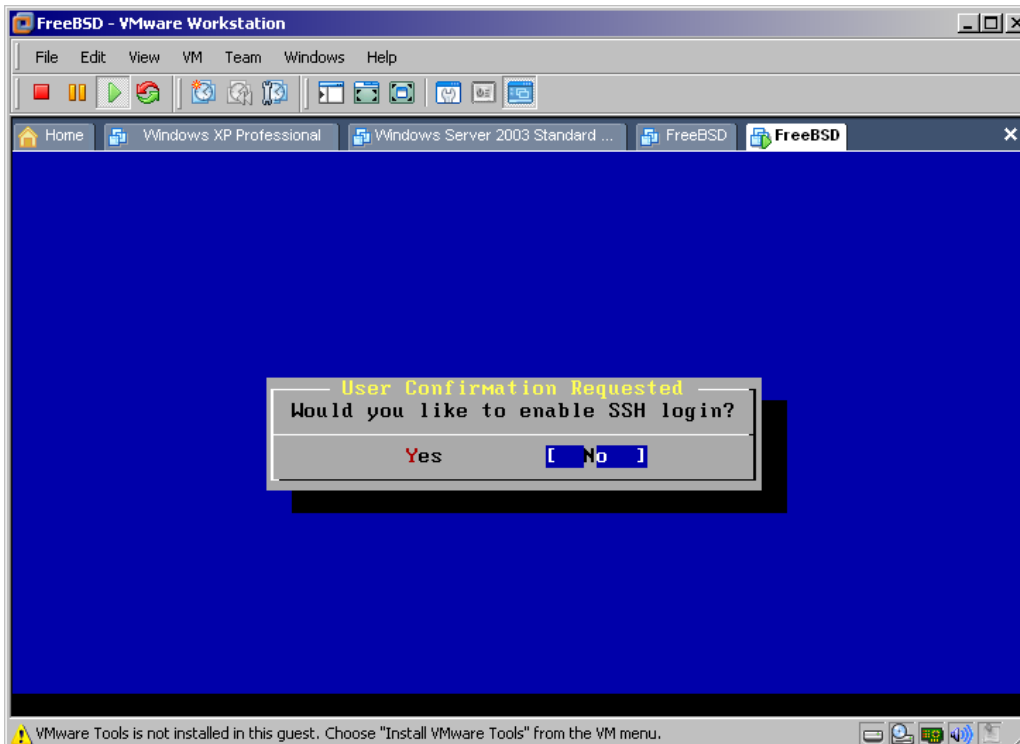 FreeBSD - VMware Workstation
File Edit View VM Team Windows Help
Home Windows XP Professional Windows Server 2003 Standard ... FreeBSD FreeBSD
User Confirmation Requested
Would you like to enable SSH login?
Yes [ No ]
VMware Tools is not installed in this guest. Choose "Install VMware Tools" from the VM menu.